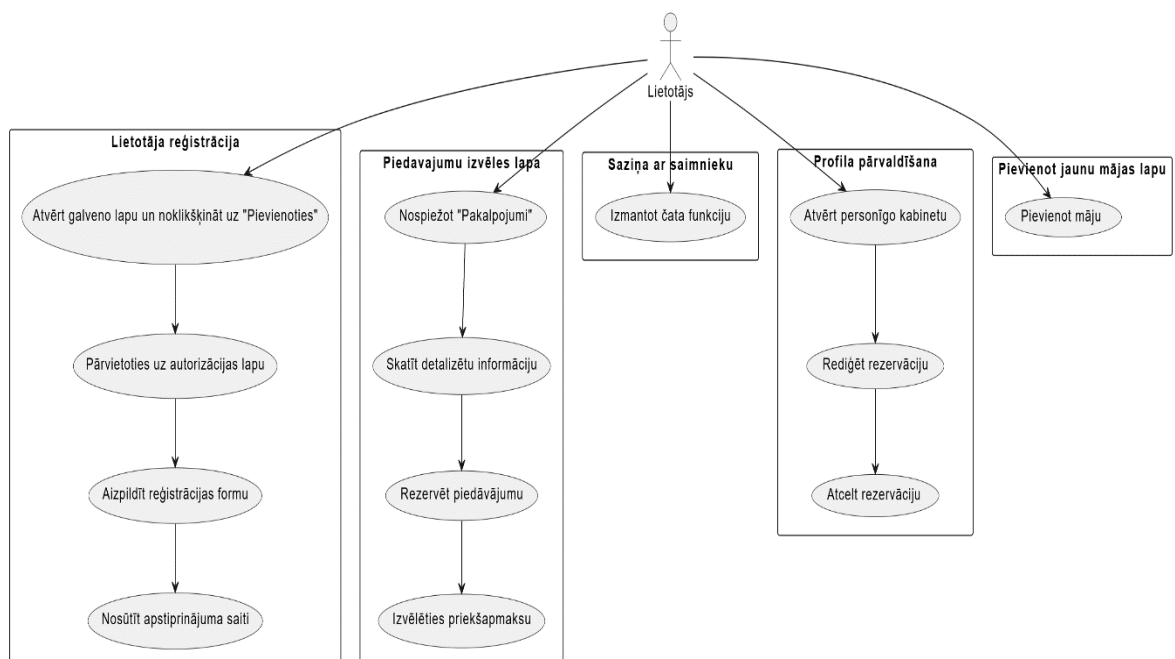 Lietotājs
Lietotāja reģistrācija
Atvērt galveno lapu un noklikšķināt uz "Pievienoties"
Pārvietoties uz autorizācijas lapu
Aizpildīt reģistrācijas formu
Nosūtīt apstiprinājuma saiti
Piedavajumu izvēles lapa
Nospiežot "Pakalpojumi"
Skatīt detalizētu informāciju
Rezervēt piedāvājumu
Izvēlēties priekšapmaksu
Saziņa ar saimnieku
Izmantot čata funkciju
Profila pārvaldīšana
Atvērt personīgo kabinetu
Rediģēt rezervāciju
Atcelt rezervāciju
Pievienot jaunu mājas lapu
Pievienot māju